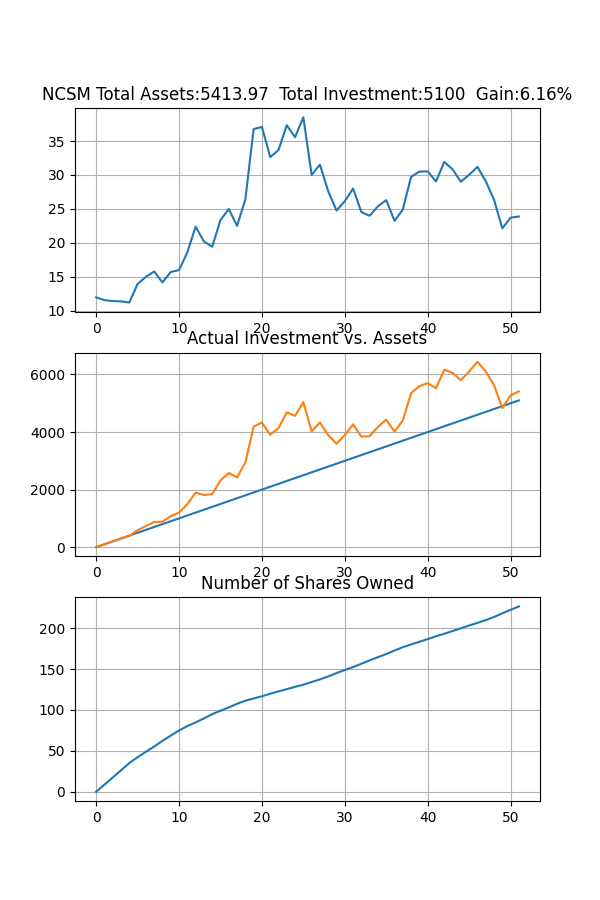 NCSM Total Assets:5413.97  Total Investment:5100  Gain:6.16%
35
30
25
20
15
10
0 10 20 30 40 50
Actual Investment vs. Assets
6000
4000
2000
0
0 10 20 30 40 50
Number of Shares Owned
200
150
100
50
0
0 10 20 30 40 50